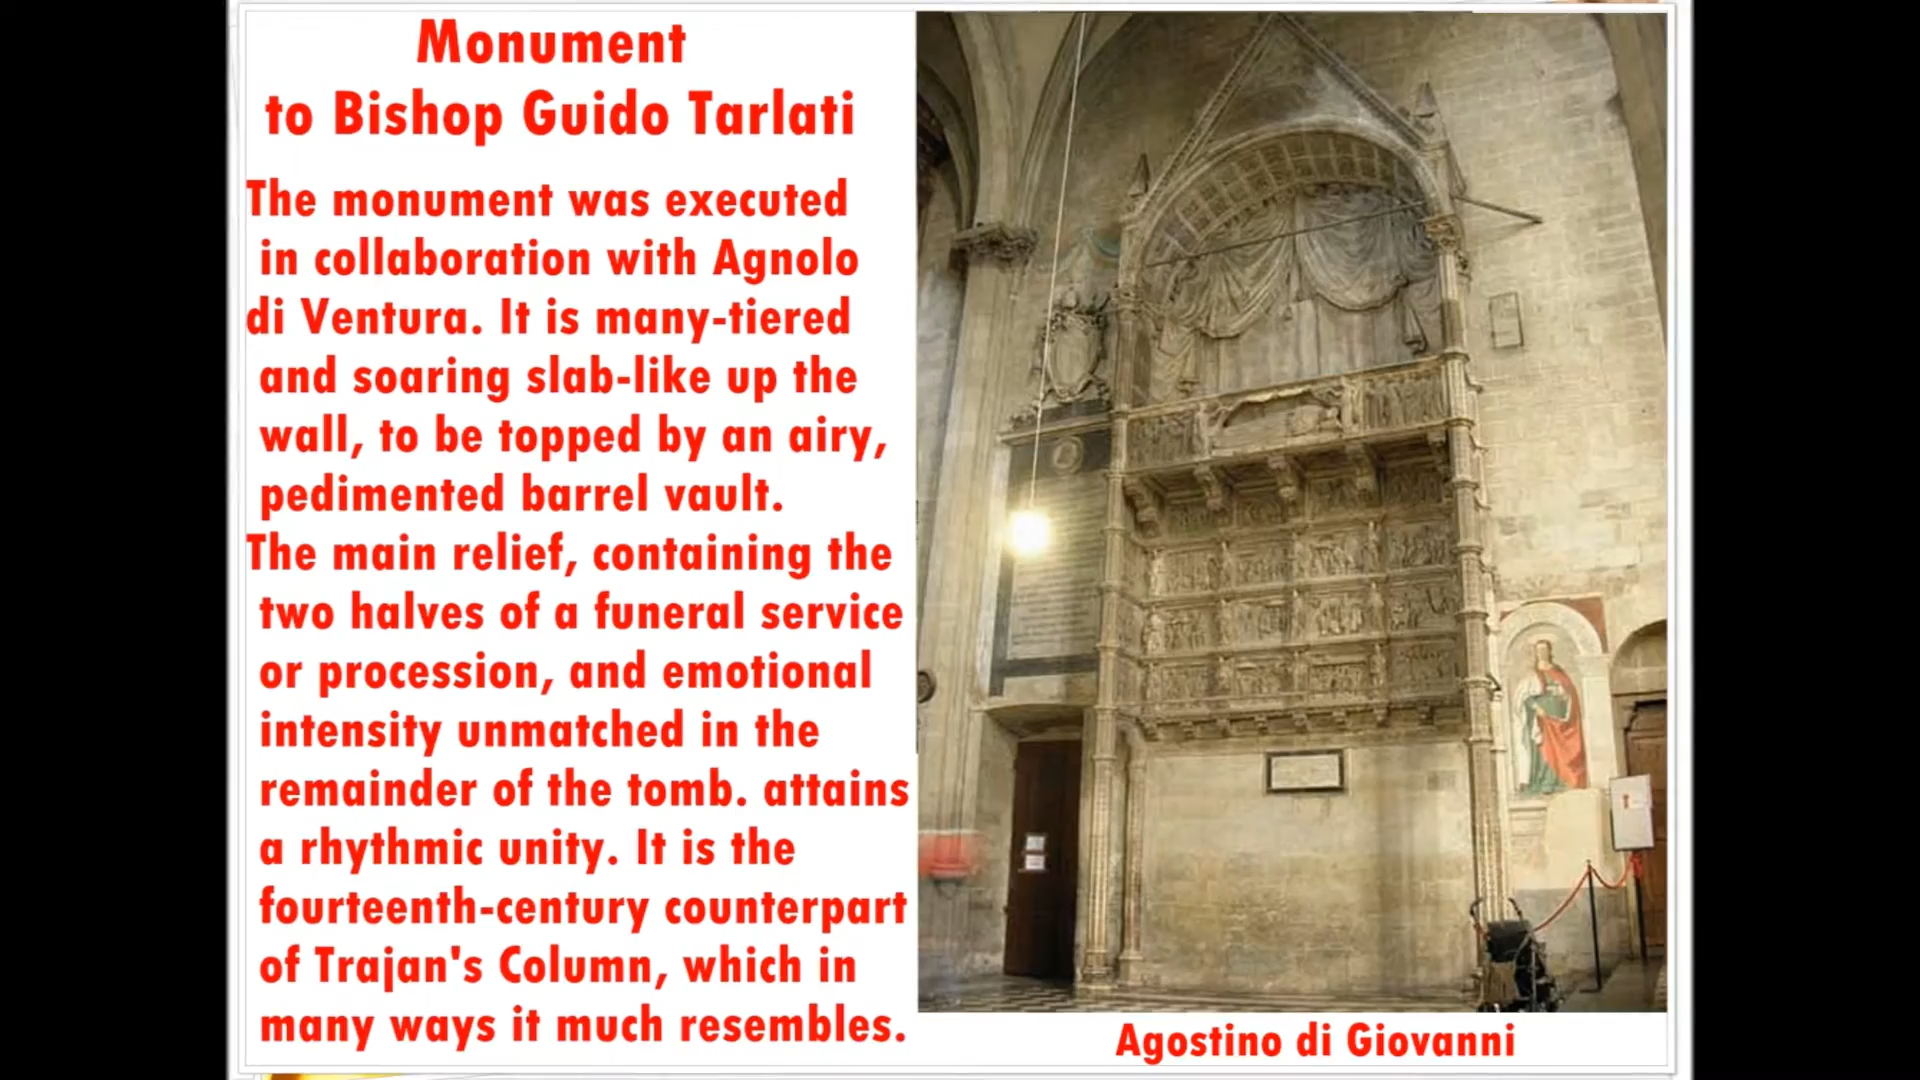 Monument
to Bishop Guido Tarlati
The monument was executed
in collaboration with Agnolo
di Ventura. It is many-tiered
and soaring slab-like up the
wall, to be topped by an airy,
pedimented barrel vault.
The main relief, containing the
two halves of a funeral service
or procession, and emotional
intensity unmatched in the
remainder of the tomb. attains
a rhythmic unity. It is the
fourteenth-century counterpart
of Trajan's Column, which in
many ways it much resembles.
Agostino di Giovanni